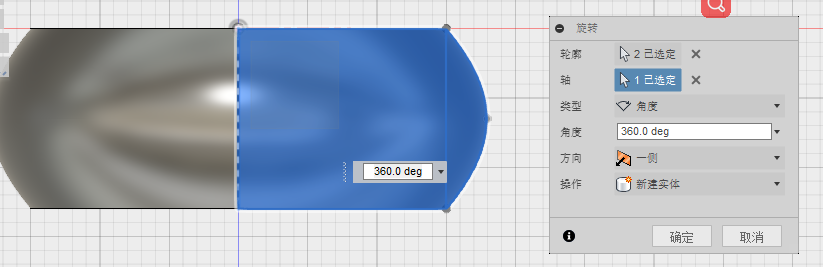 旋转
轮廓 2 已选定
轴 1 已选定
类型 角度
角度 360.0 deg
方向 一侧
操作 新建实体
确定 取消
360.0 deg